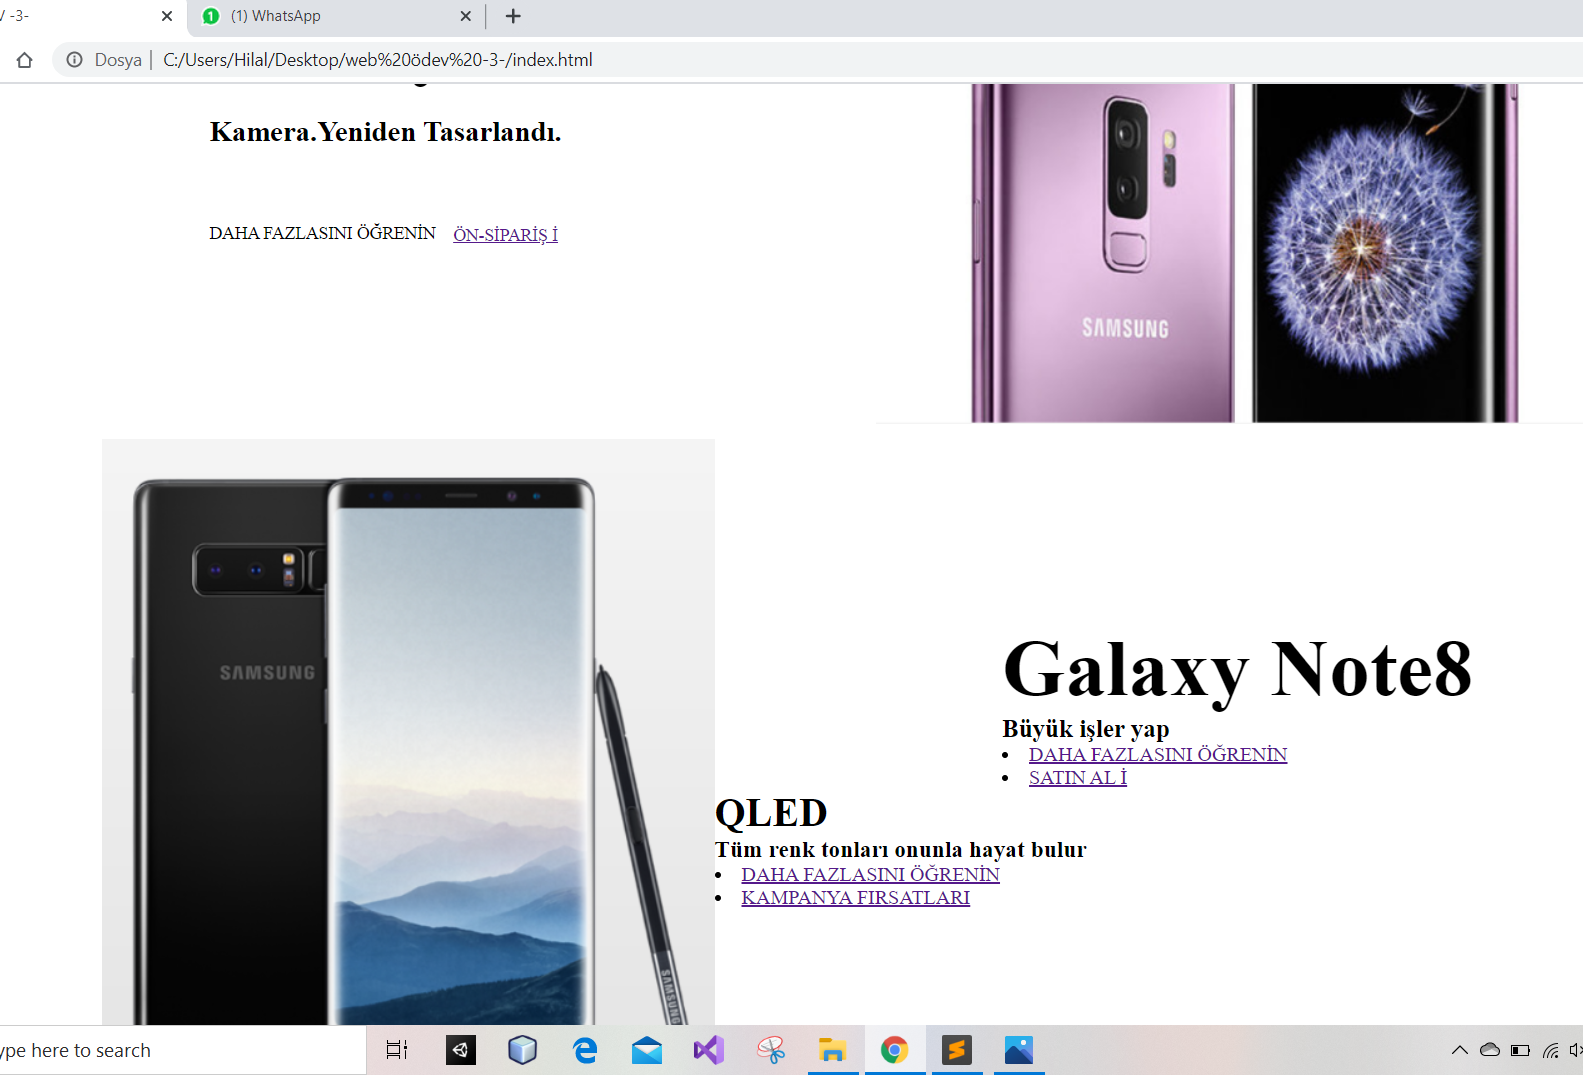 -3-
(1) WhatsApp
Dosya
C:/Users/Hilal/Desktop/web%20ödev%20-3-/index.html
Kamera.Yeniden Tasarlandı.
DAHA FAZLASINI ÖĞRENİN ÖN-SİPARİŞ İ
SAMSUNG
SAMSUNG
Galaxy Note8
Büyük işler yap
DAHA FAZLASINI ÖĞRENİN
SATIN AL İ
QLED
Tüm renk tonları onunla hayat bulur
DAHA FAZLASINI ÖĞRENİN
KAMPANYA FIRSATLARI
SAMSUNG
ype here to search